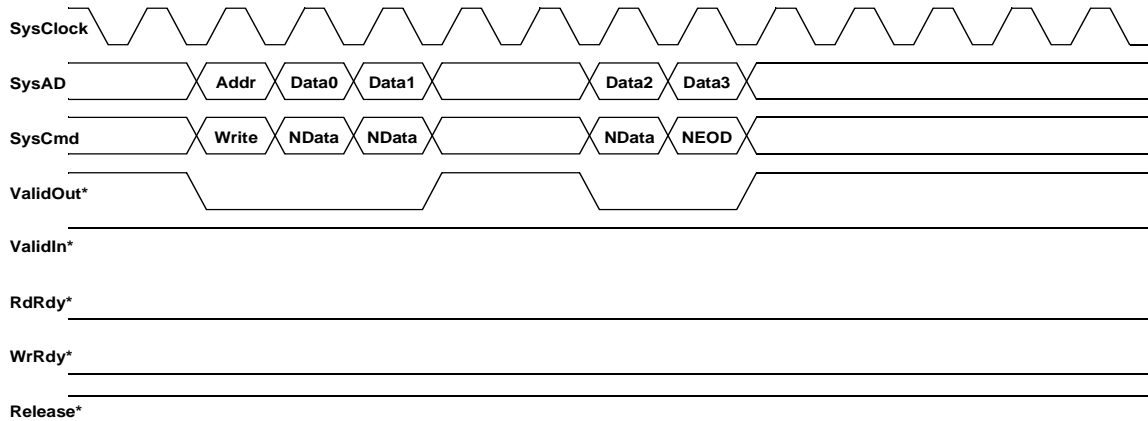 SysClock
SysAD Addr Data0 Data1 Data2 Data3
SysCmd Write NData NData NData NEOD
ValidOut*
ValidIn*
RdRdy*
WrRdy*
Release*